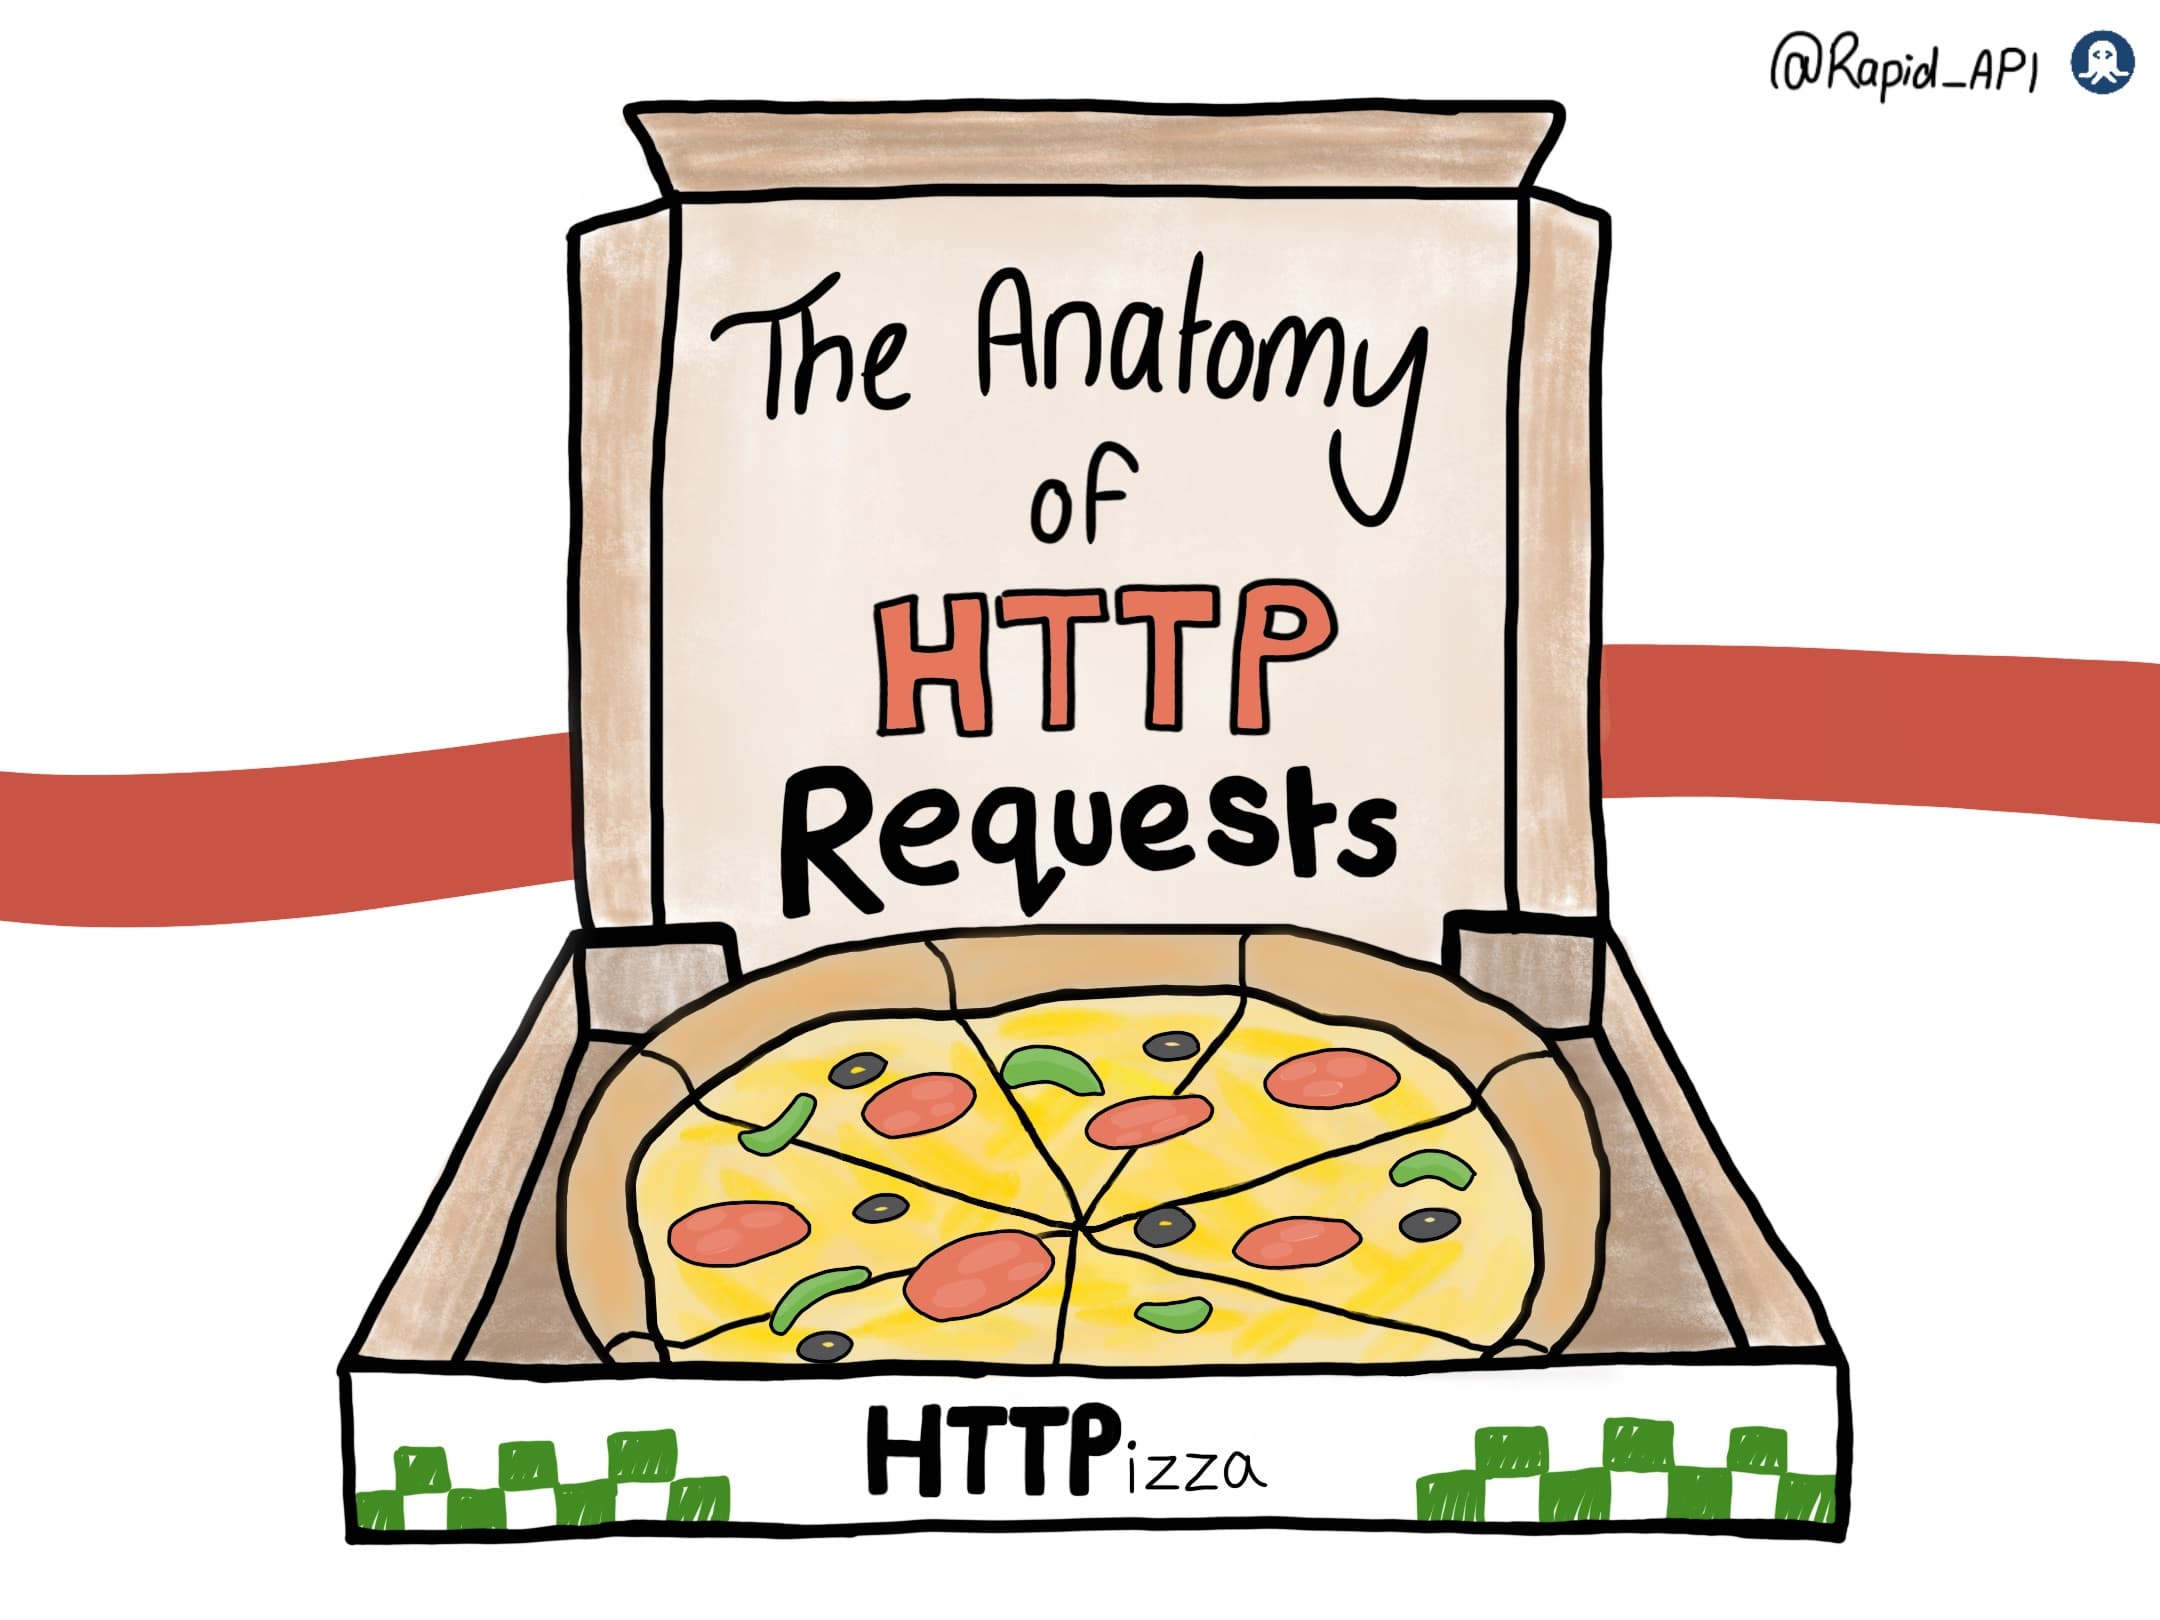 @Rapid_API
The Anatomy
of
HTTP
Requests
HTTPizza